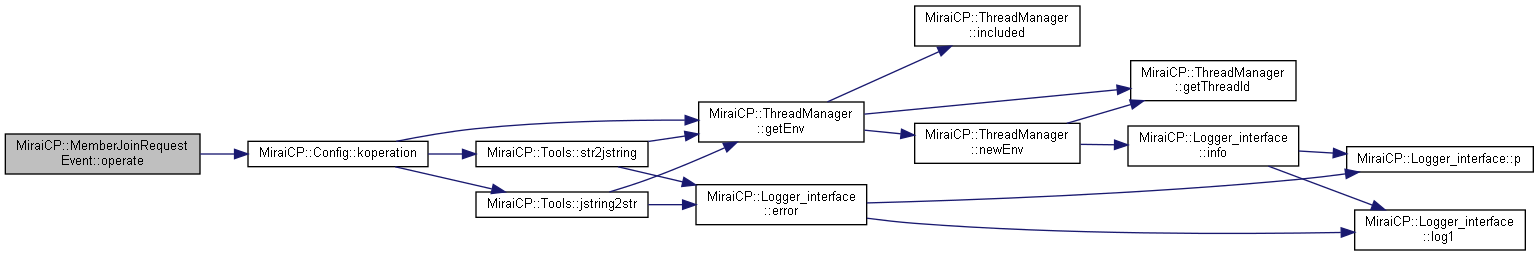 MiraiCP::MemberJoinRequest
Event::operate
MiraiCP::Config::koperation
MiraiCP::Tools::str2jstring
MiraiCP::Tools::jstring2str
MiraiCP::ThreadManager
::getEnv
MiraiCP::Logger_interface
::error
MiraiCP::ThreadManager
::included
MiraiCP::ThreadManager
::newEnv
MiraiCP::ThreadManager
::getThreadId
MiraiCP::Logger_interface
::info
MiraiCP::Logger_interface::p
MiraiCP::Logger_interface
::log1